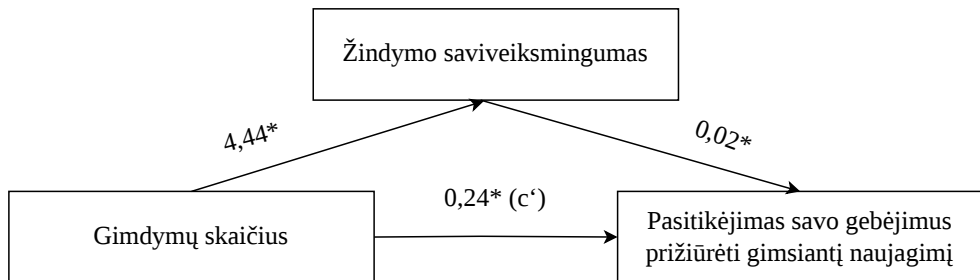 Žindymo saviveiksmingumas
4,44*
0,02*
0,24* (c‘)
Gimdymų skaičius
Pasitikėjimas savo gebėjimus
prižiūrėti gimsiantį naujagimį